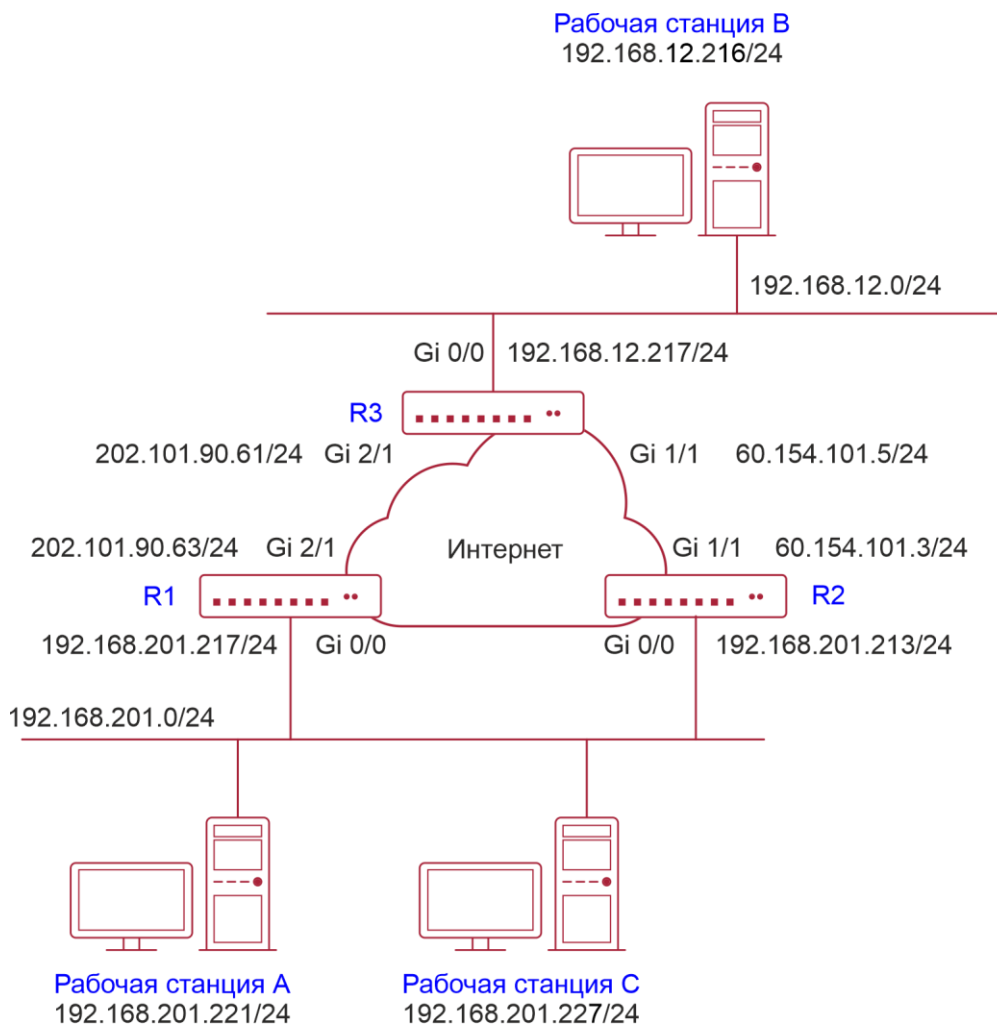 Рабочая станция B
192.168.12.216/24
192.168.12.0/24
Gi 0/0 192.168.12.217/24
R3
202.101.90.61/24 Gi 2/1 Gi 1/1 60.154.101.5/24
202.101.90.63/24 Gi 2/1 Интернет Gi 1/1 60.154.101.3/24
R1 R2
192.168.201.217/24 Gi 0/0 Gi 0/0 192.168.201.213/24
192.168.201.0/24
Рабочая станция A Рабочая станция C
192.168.201.221/24 192.168.201.227/24